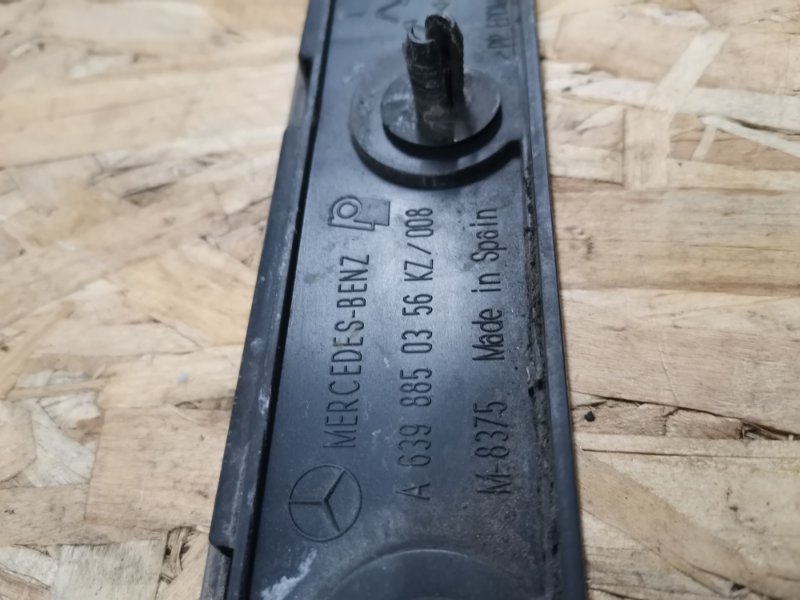 MERCEDES-BENZ
A 639 885 03 56 KZ/008
M-8375 Made in Spain